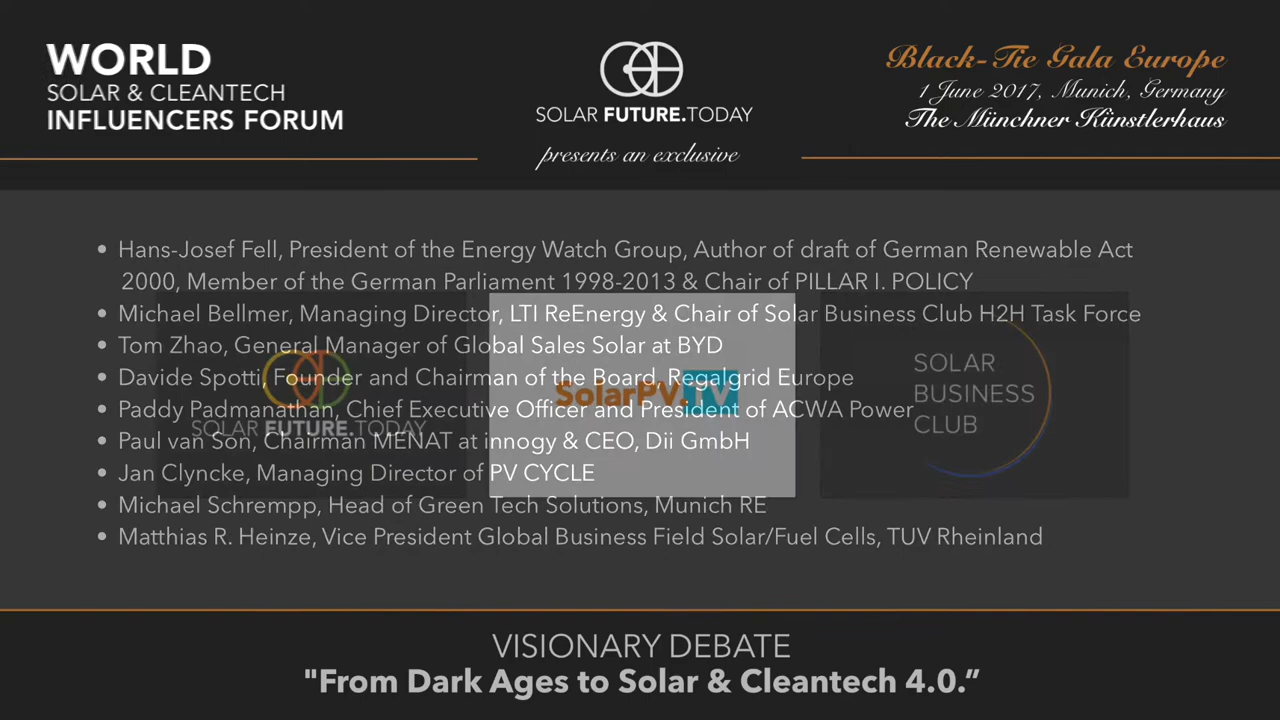 WORLD
SOLAR & CLEANTECH
INFLUENCERS FORUM
SOLAR FUTURE.TODAY
presents an exclusive
Black-Tie Gala Europe
1 June 2017, Munich, Germany
The Münchner Künstlerhaus
• Hans-Josef Fell, President of the Energy Watch Group, Author of draft of German Renewable Act
2000, Member of the German Parliament 1998-2013 & Chair of PILLAR I. POLICY
• Michael Bellmer, Managing Director, LTI ReEnergy & Chair of Solar Business Club H2H Task Force
• Tom Zhao, General Manager of Global Sales Solar at BYD
• Davide Spotti, Founder and Chairman of the Board, Regalgrid Europe
• Paddy Padmanathan, Chief Executive Officer and President of ACWA Power
• Paul van Son, Chairman MENAT at innogy & CEO, Dii GmbH
• Jan Clyncke, Managing Director of PV CYCLE
• Michael Schrempp, Head of Green Tech Solutions, Munich RE
• Matthias R. Heinze, Vice President Global Business Field Solar/Fuel Cells, TUV Rheinland
SOLAR FUTURE.TODAY
SolarPV.TV
SOLAR
BUSINESS
CLUB
VISIONARY DEBATE
"From Dark Ages to Solar & Cleantech 4.0.”